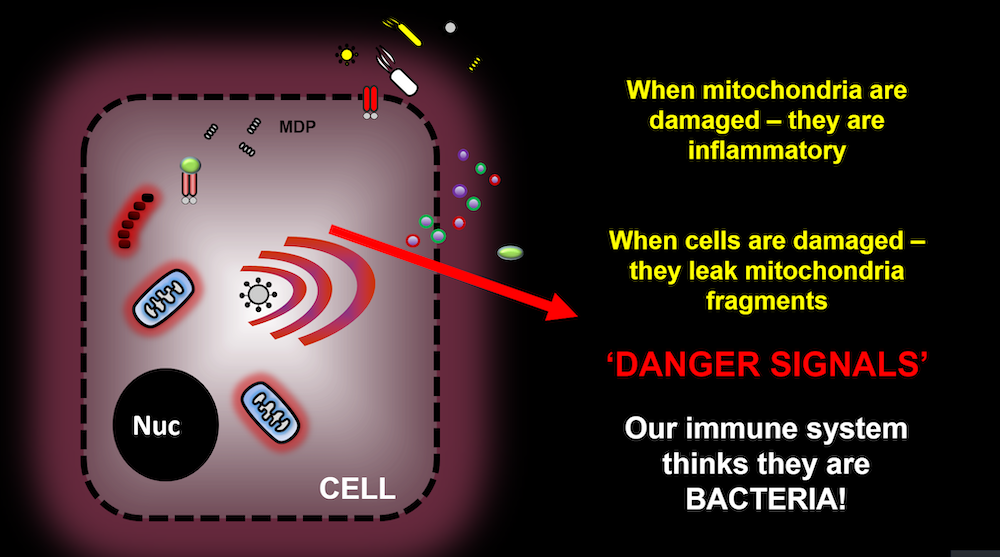 MDP
Nuc
CELL
When mitochondria are
damaged – they are
inflammatory
When cells are damaged –
they leak mitochondria
fragments
‘DANGER SIGNALS’
Our immune system
thinks they are
BACTERIA!